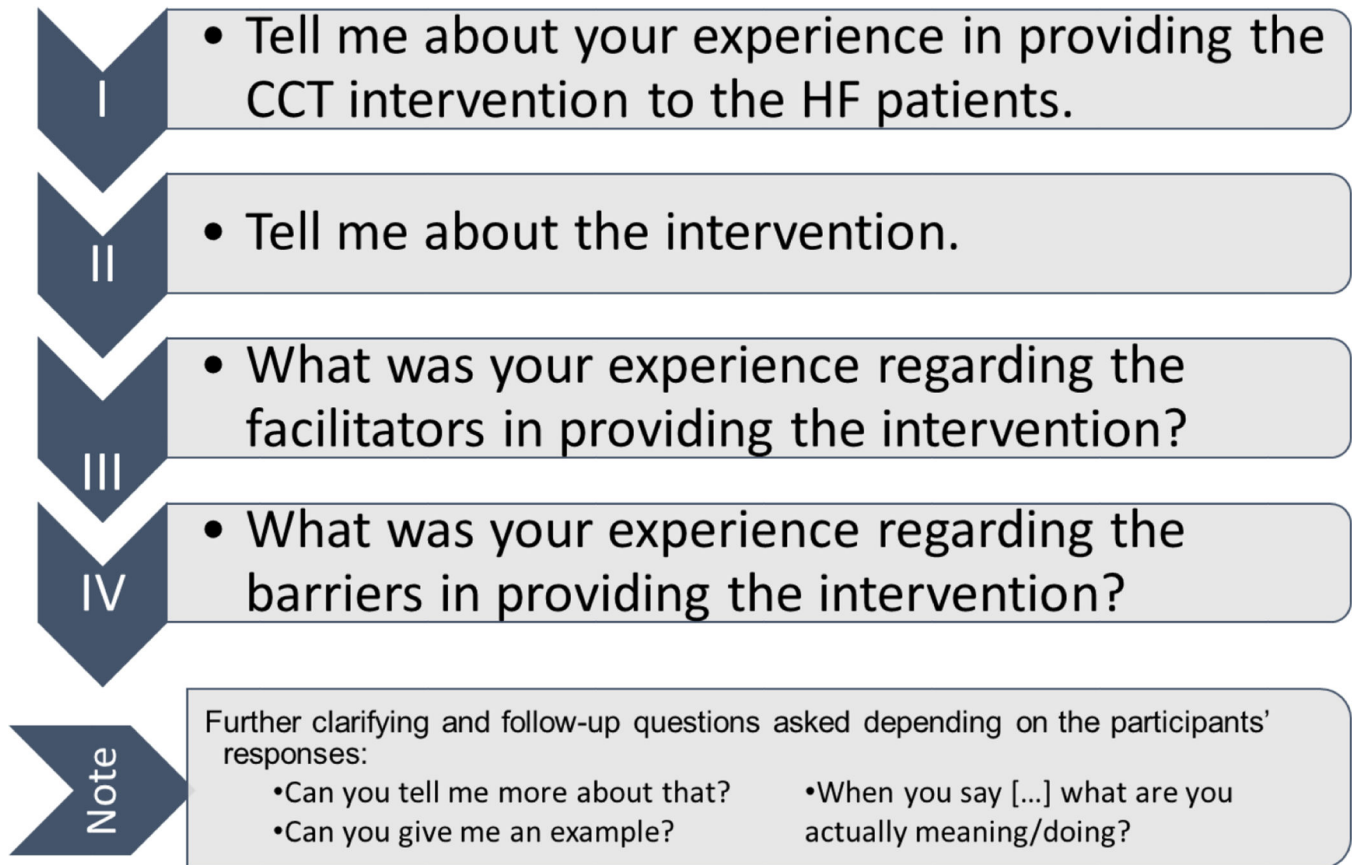 I
• Tell me about your experience in providing the
CCT intervention to the HF patients.
II
• Tell me about the intervention.
III
• What was your experience regarding the
facilitators in providing the intervention?
IV
• What was your experience regarding the
barriers in providing the intervention?
Note
Further clarifying and follow-up questions asked depending on the participants’
responses:
•Can you tell me more about that?
•Can you give me an example?
•When you say [...] what are you
actually meaning/doing?